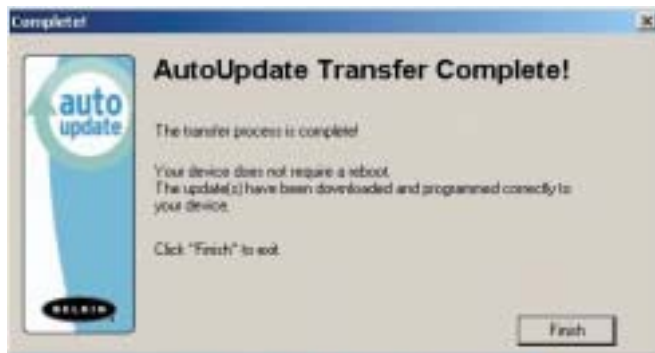 Complete!
AutoUpdate Transfer Complete!
auto
update
The transfer process is complete!
Your device does not require a reboot.
The update(s) have been downloaded and programmed correctly to
your device.
Click "Finish" to exit.
BELKIN
Finish